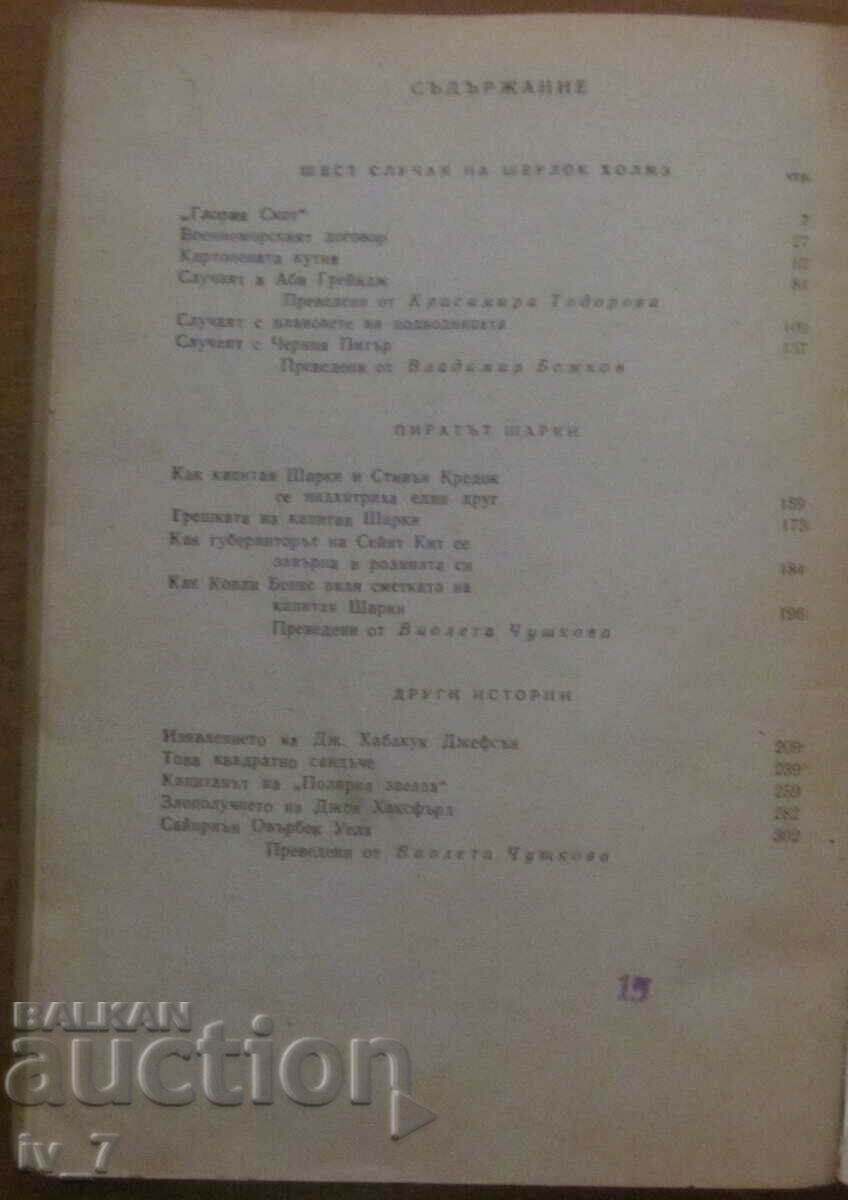 СЪДЪРЖАНИЕ
ШЕСТ СЛУЧАЯ НА ШЕРЛОК ХОЛМЗ
стр.
„Глория Скот“
Военноморският договор 27
Картонената кутия
Случаят в Аби Грейндж 84
Преведени от Красимира Тодорова
Случаят с плановете на подводницата
Случаят с Черния Питър 137
Преведени от Владимир Божков
ПИРАТЪТ ШАРКИ
Как капитан Шарки и Стивън Кредок
се надхитриха един друг 159
Грешката на капитан Шарки 173
Как губернаторът на Сейнт Кит се
завърна в родината си 184
Как Копли Бенкс видя сметката на
капитан Шарки 196
Преведени от Виолета Чушкова
ДРУГИ ИСТОРИИ
Изявлението на Дж. Хабакук Джефсън 209
Това квадратно сандъче 239
Капитанът на „Полярна звезда“ 259
Злополучието на Джон Хаксфърд 282
Сайприън Овърбек Уелз 302
Преведени от Виолета Чушкова
15
BALKAN
auction
iv_7